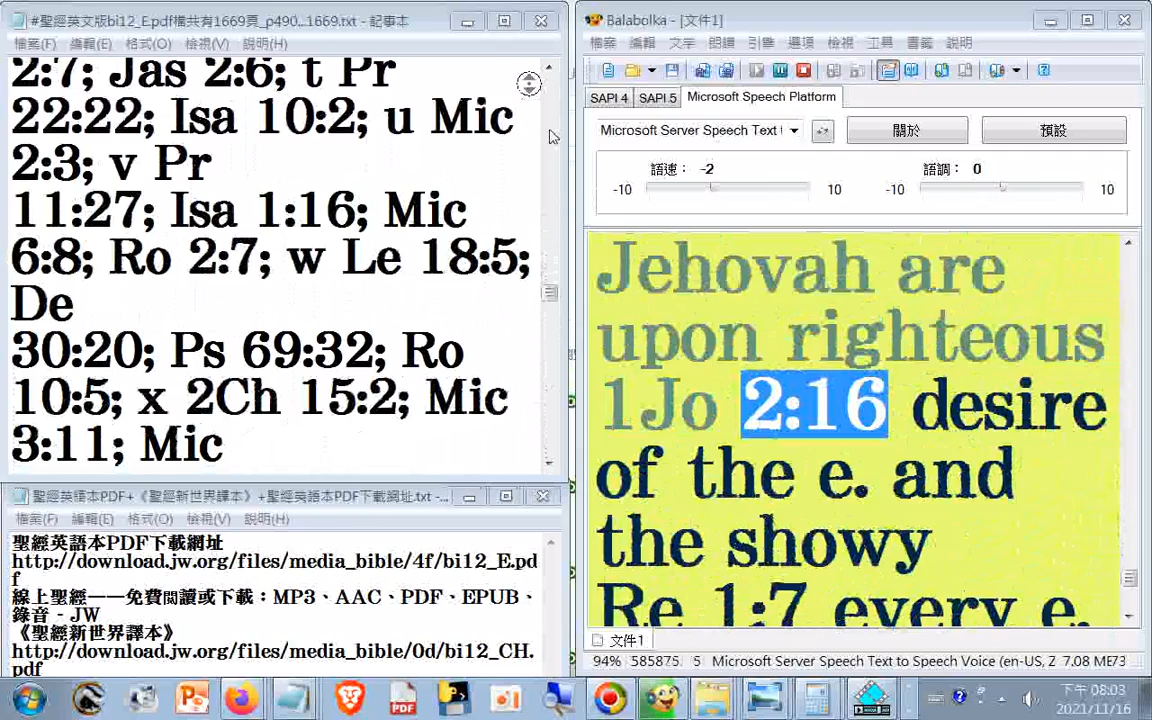 #聖經英文版bi12_E.pdf檔共有1669頁_p490...1669.txt - 記事本
檔案(F) 編輯(E) 格式(O) 檢視(V) 說明(H)
2:7; Jas 2:6; t Pr
22:22; Isa 10:2; u Mic
2:3; v Pr
11:27; Isa 1:16; Mic
6:8; Ro 2:7; w Le 18:5;
De
30:20; Ps 69:32; Ro
10:5; x 2Ch 15:2; Mic
3:11; Mic
聖經英語本PDF+《聖經新世界譯本》+聖經英語本PDF下載網址.txt - ...
檔案(F) 編輯(E) 格式(O) 檢視(V) 說明(H)
聖經英語本PDF下載網址
http://download.jw.org/files/media_bible/4f/bi12_E.pd
f
線上聖經——免費閱讀或下載：MP3、AAC、PDF、EPUB、
錄音 - JW
《聖經新世界譯本》
http://download.jw.org/files/media_bible/0d/bi12_CH.
pdf
Balabolka - [文件1]
檔案 編輯 文字 朗讀 引擎 選項 檢視 工具 書籤 說明
SAPI 4 SAPI 5 Microsoft Speech Platform
Microsoft Server Speech Text 關於 預設
語速： -2 語調： 0
-10 10 -10 10
Jehovah are
upon righteous
1Jo 2:16 desire
of the e. and
the showy
Re 1:7 every e.
文件1
94% 585875. 5 Microsoft Server Speech Text to Speech Voice (en-US, Z 7.08 ME73
下午 08:03
2021/11/16